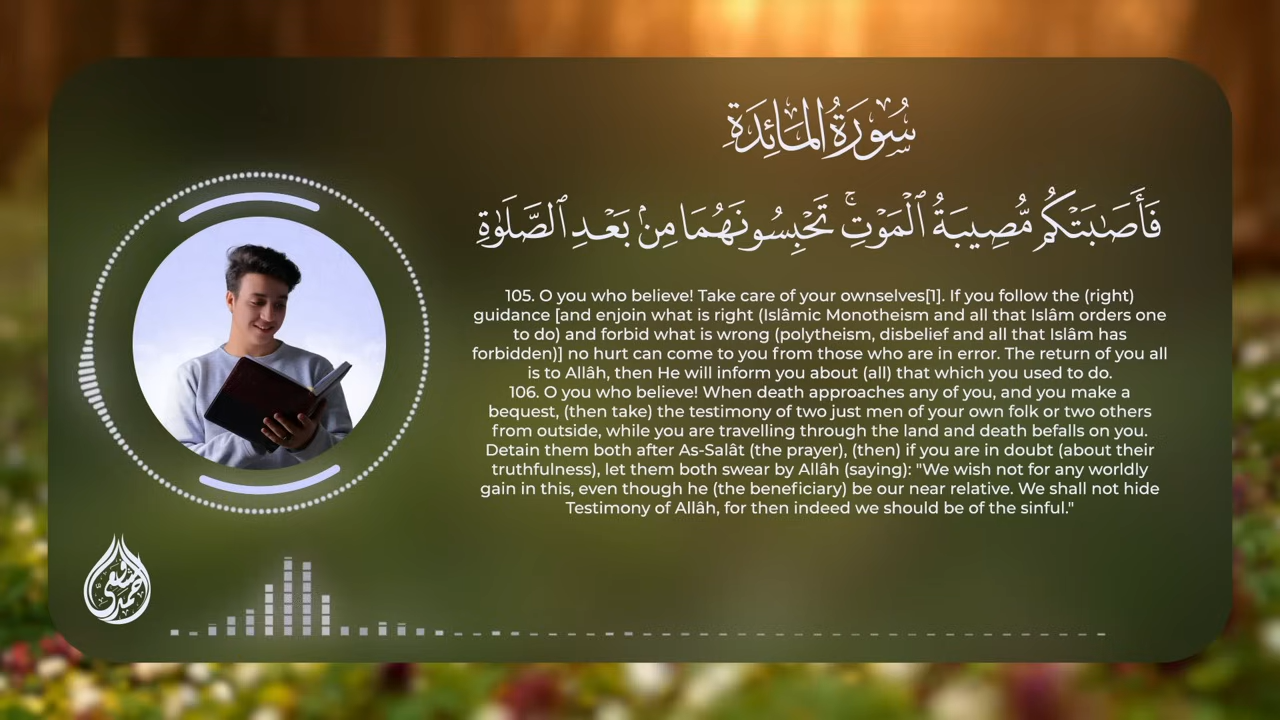 سُورَةُ المَائِدَةِ
فَأَصَٰبَتْكُم مُّصِيبَةُ ٱلْمَوْتِ ۚ تَحْبِسُونَهُمَا مِنۢ بَعْدِ ٱلصَّلَوٰةِ
105. O you who believe! Take care of your ownselves[1]. If you follow the (right)
guidance [and enjoin what is right (Islâmic Monotheism and all that Islâm orders one
to do) and forbid what is wrong (polytheism, disbelief and all that Islâm has
forbidden)] no hurt can come to you from those who are in error. The return of you all
is to Allâh, then He will inform you about (all) that which you used to do.
106. O you who believe! When death approaches any of you, and you make a
bequest, (then take) the testimony of two just men of your own folk or two others
from outside, while you are travelling through the land and death befalls on you.
Detain them both after As-Salât (the prayer), (then) if you are in doubt (about their
truthfulness), let them both swear by Allâh (saying): "We wish not for any worldly
gain in this, even though he (the beneficiary) be our near relative. We shall not hide
Testimony of Allâh, for then indeed we should be of the sinful."